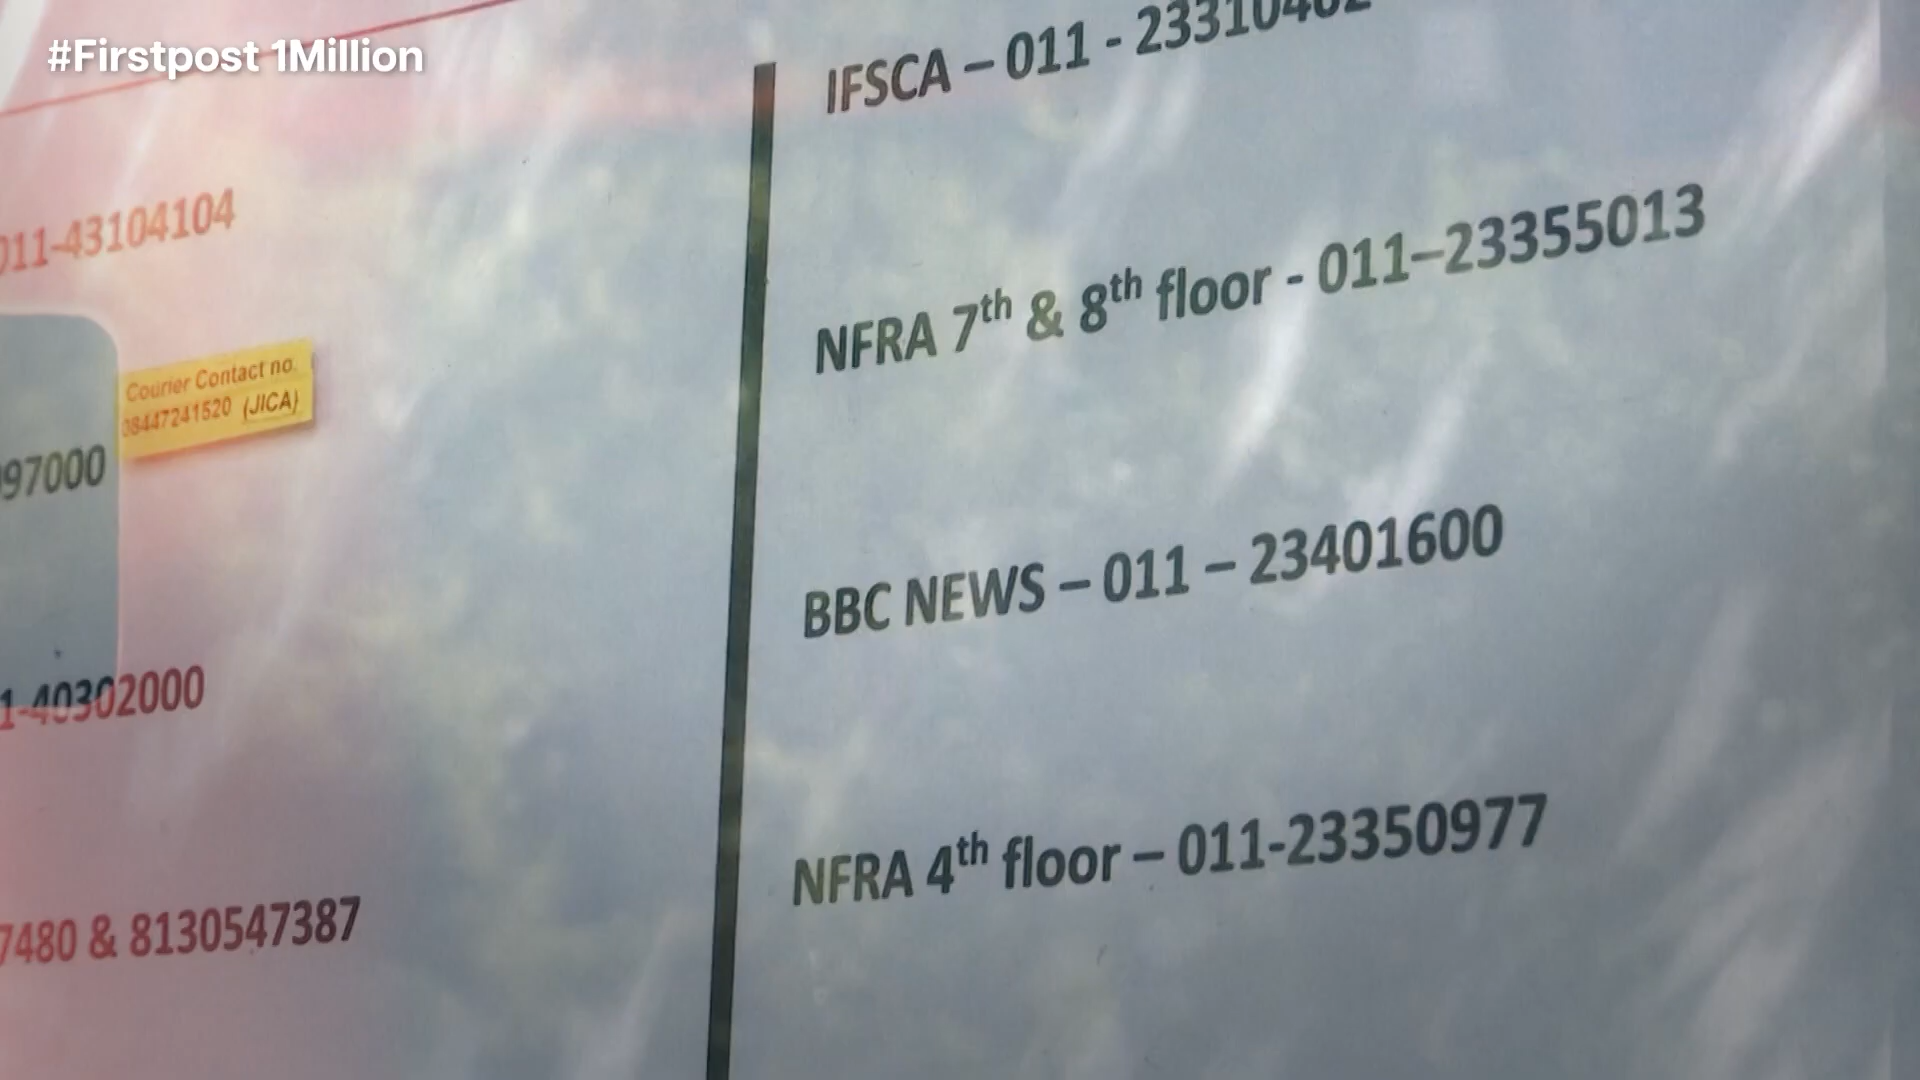 #Firstpost 1Million
IFSCA – 011 -
011-43104104
NFRA 7th & 8th floor - 011–23355013
Courier Contact no.
08447241520 (JICA)
97000
BBC NEWS – 011 – 23401600
1-40302000
NFRA 4th floor – 011-23350977
7480 & 8130547387